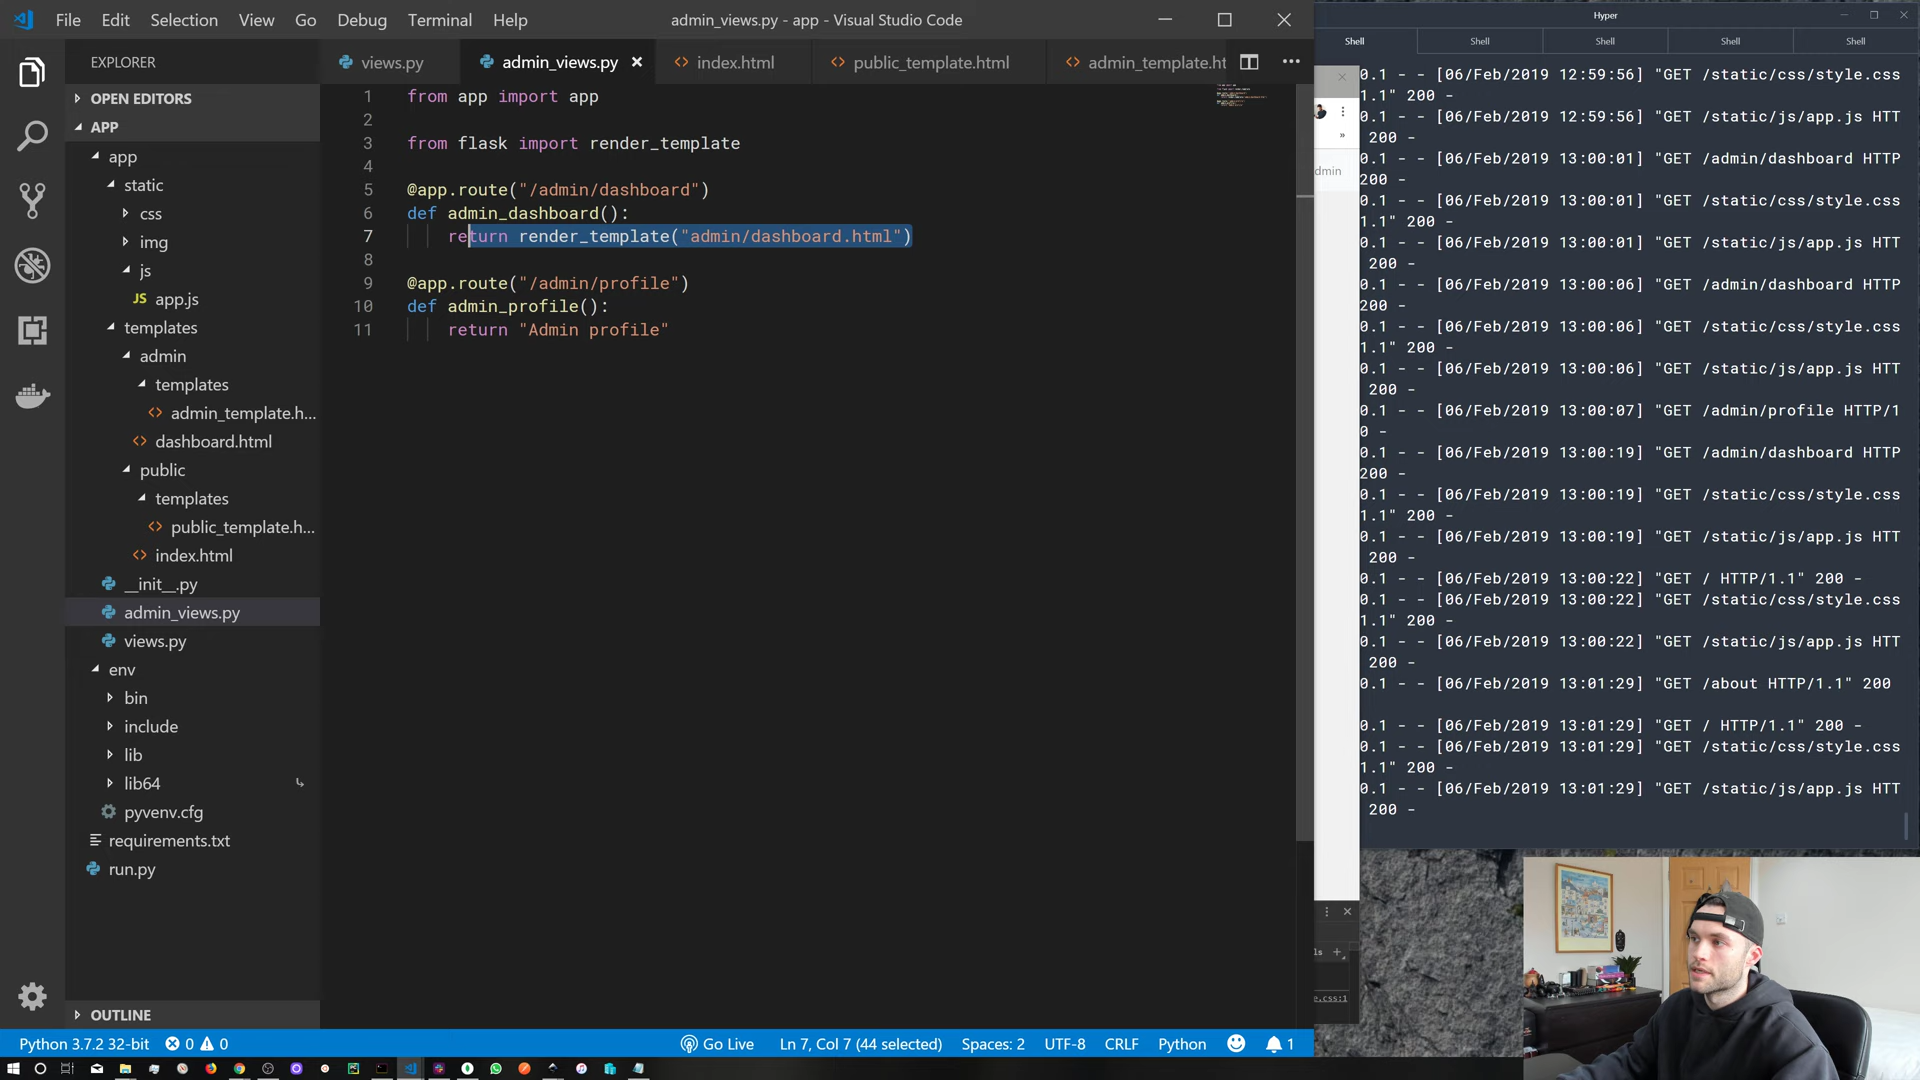 File Edit Selection View Go Debug Terminal Help
admin_views.py - app - Visual Studio Code
EXPLORER
OPEN EDITORS
APP
app
static
css
img
js
JS app.js
templates
admin
templates
admin_template.h...
dashboard.html
public
templates
public_template.h...
index.html
__init__.py
admin_views.py
views.py
env
bin
include
lib
lib64
pyvenv.cfg
requirements.txt
run.py
OUTLINE
views.py admin_views.py index.html public_template.html admin_template.ht
1 from app import app
2
3 from flask import render_template
4
5 @app.route("/admin/dashboard")
6 def admin_dashboard():
7 return render_template("admin/dashboard.html")
8
9 @app.route("/admin/profile")
10 def admin_profile():
11 return "Admin profile"
Python 3.7.2 32-bit 0 0 Go Live Ln 7, Col 7 (44 selected) Spaces: 2 UTF-8 CRLF Python 1
dmin
ls
e.css:1
Hyper
Shell Shell Shell Shell Shell
0.1 - - [06/Feb/2019 12:59:56] "GET /static/css/style.css
1.1" 200 -
0.1 - - [06/Feb/2019 12:59:56] "GET /static/js/app.js HTT
200 -
0.1 - - [06/Feb/2019 13:00:01] "GET /admin/dashboard HTTP
200 -
0.1 - - [06/Feb/2019 13:00:01] "GET /static/css/style.css
1.1" 200 -
0.1 - - [06/Feb/2019 13:00:01] "GET /static/js/app.js HTT
200 -
0.1 - - [06/Feb/2019 13:00:06] "GET /admin/dashboard HTTP
200 -
0.1 - - [06/Feb/2019 13:00:06] "GET /static/css/style.css
1.1" 200 -
0.1 - - [06/Feb/2019 13:00:06] "GET /static/js/app.js HTT
200 -
0.1 - - [06/Feb/2019 13:00:07] "GET /admin/profile HTTP/1
0 -
0.1 - - [06/Feb/2019 13:00:19] "GET /admin/dashboard HTTP
200 -
0.1 - - [06/Feb/2019 13:00:19] "GET /static/css/style.css
1.1" 200 -
0.1 - - [06/Feb/2019 13:00:19] "GET /static/js/app.js HTT
200 -
0.1 - - [06/Feb/2019 13:00:22] "GET / HTTP/1.1" 200 -
0.1 - - [06/Feb/2019 13:00:22] "GET /static/css/style.css
1.1" 200 -
0.1 - - [06/Feb/2019 13:00:22] "GET /static/js/app.js HTT
200 -
0.1 - - [06/Feb/2019 13:01:29] "GET /about HTTP/1.1" 200
0.1 - - [06/Feb/2019 13:01:29] "GET / HTTP/1.1" 200 -
0.1 - - [06/Feb/2019 13:01:29] "GET /static/css/style.css
1.1" 200 -
0.1 - - [06/Feb/2019 13:01:29] "GET /static/js/app.js HTT
200 -